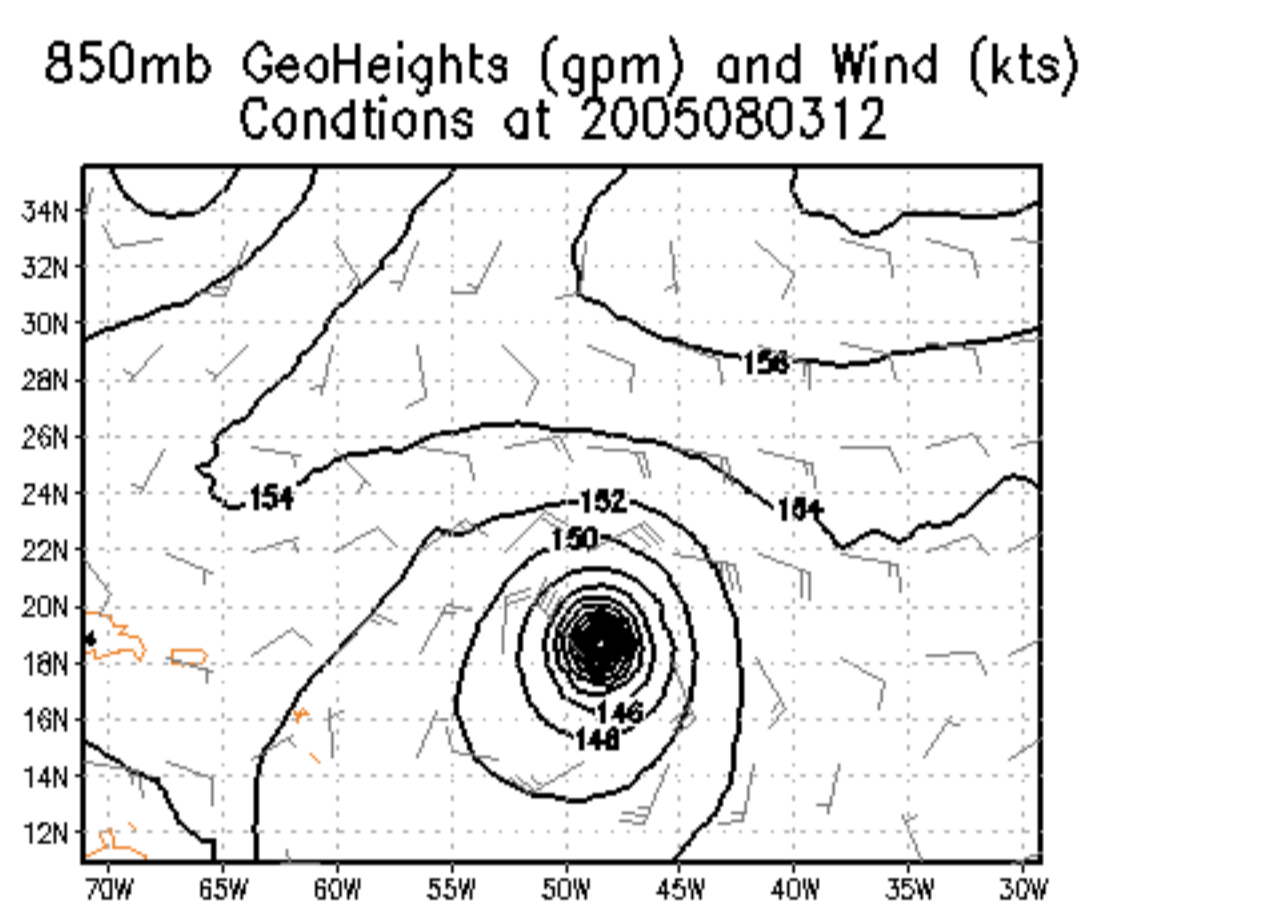 850mb GeoHeights (gpm) and Wind (kts)
Condtions at 2005080312
34N
32N
30N
156
28N
26N
154
152
154
24N
150
22N
20N
4
18N
146
16N
148
14N
12N
70W 65W 60W 55W 50W 45W 40W 35W 30W